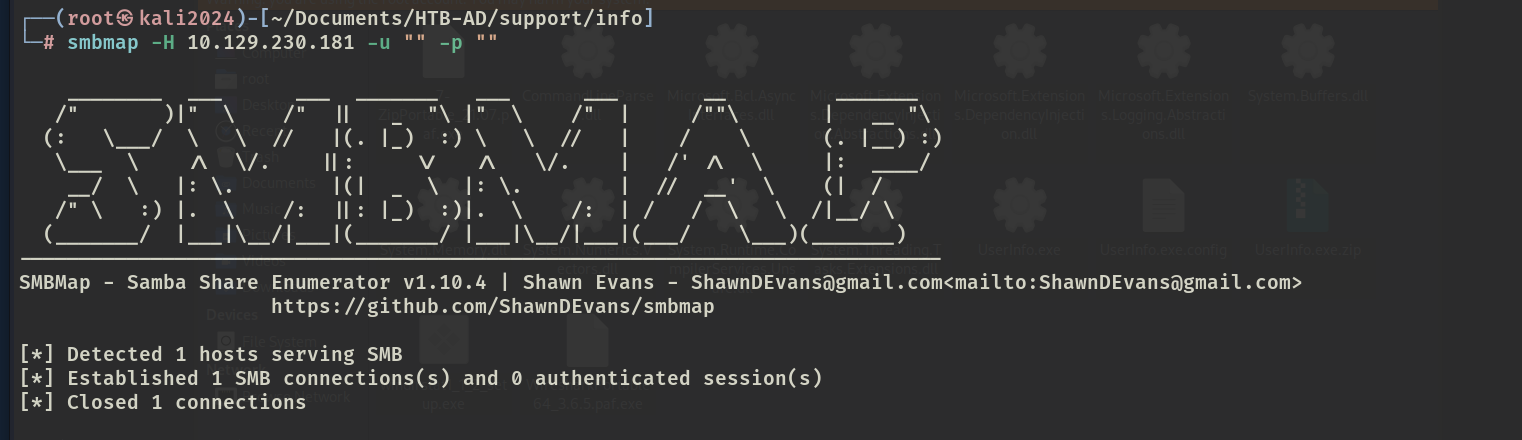 ┌──(root㉿kali2024)-[~/Documents/HTB-AD/support/info]
└─# smbmap -H 10.129.230.181 -u "" -p ""
SMBMap - Samba Share Enumerator v1.10.4 | Shawn Evans - ShawnDEvans@gmail.com<mailto:ShawnDEvans@gmail.com>
https://github.com/ShawnDEvans/smbmap
[*] Detected 1 hosts serving SMB
[*] Established 1 SMB connections(s) and 0 authenticated session(s)
[*] Closed 1 connections